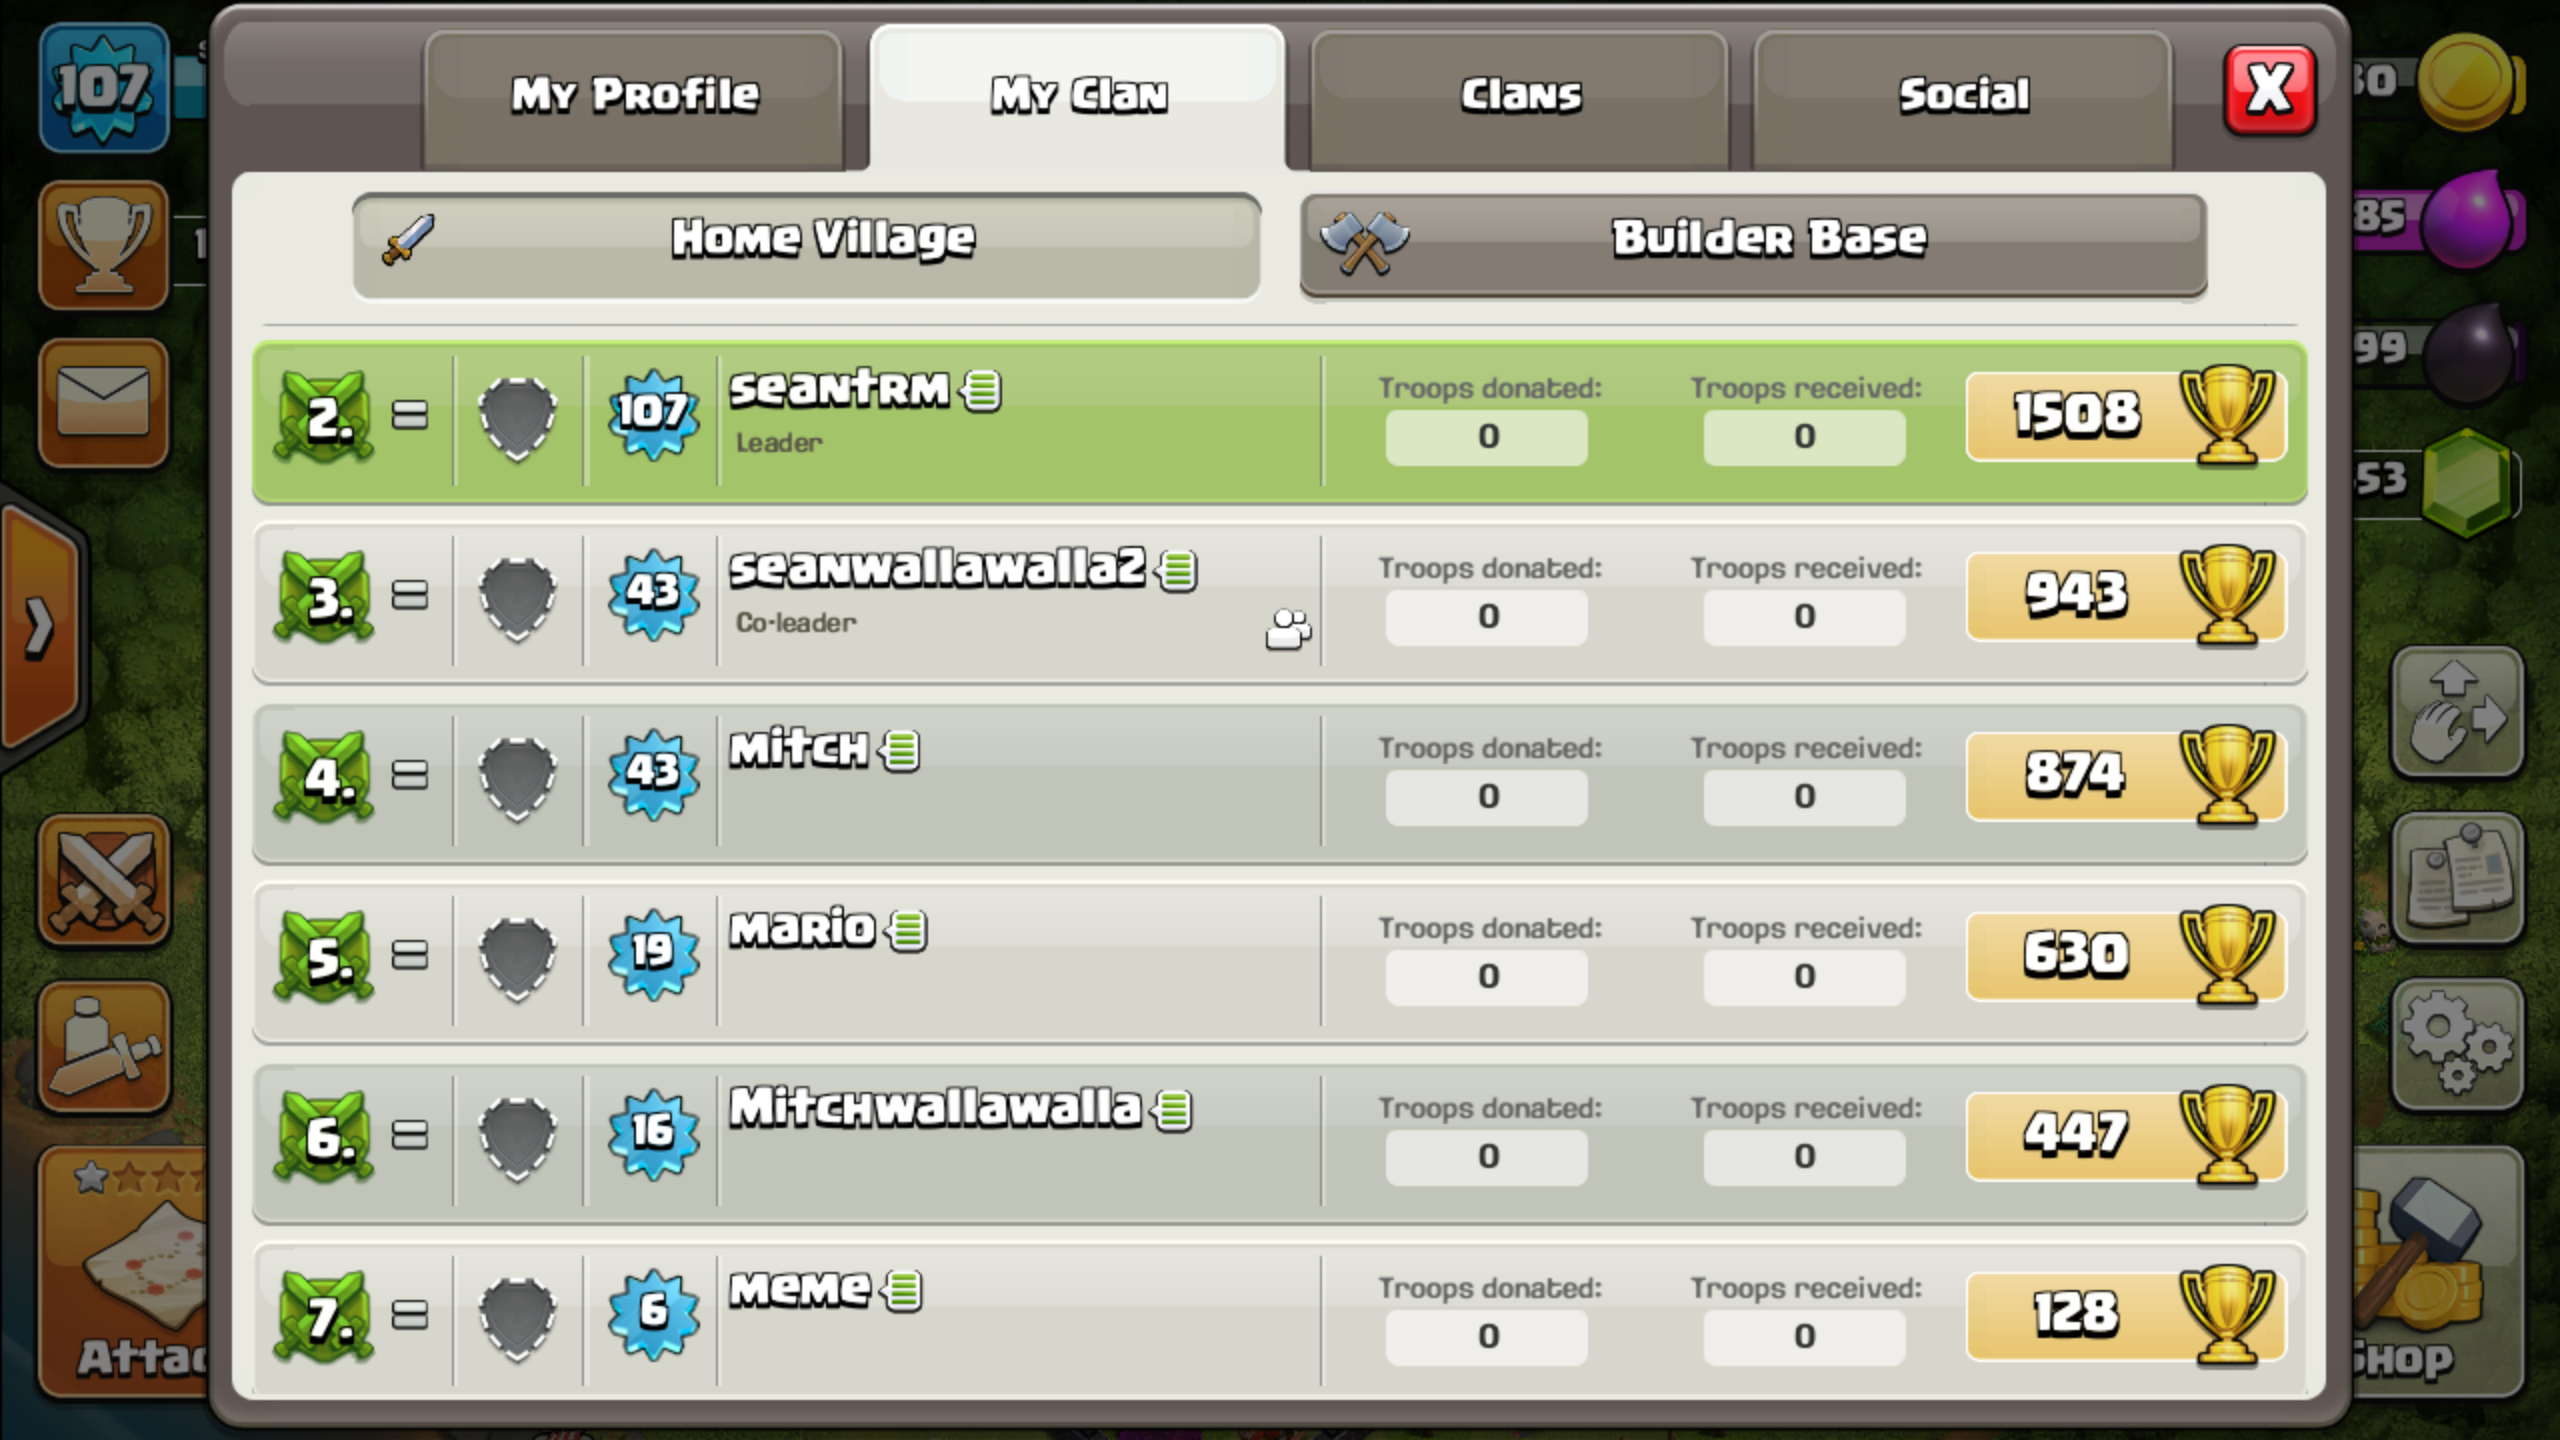 107
My Profile
My Clan
Clans
Social
X
Home Village
Builder Base
2.
107
seantrm
Leader
Troops donated:
0
Troops received:
0
1508
3.
43
seanwallawalla2
Co-leader
Troops donated:
0
Troops received:
0
943
4.
43
Mitch
Troops donated:
0
Troops received:
0
874
5.
19
Mario
Troops donated:
0
Troops received:
0
630
6.
16
Mitchwallawalla
Troops donated:
0
Troops received:
0
447
7.
6
meme
Troops donated:
0
Troops received:
0
128
85
99
53
Attac
Shop